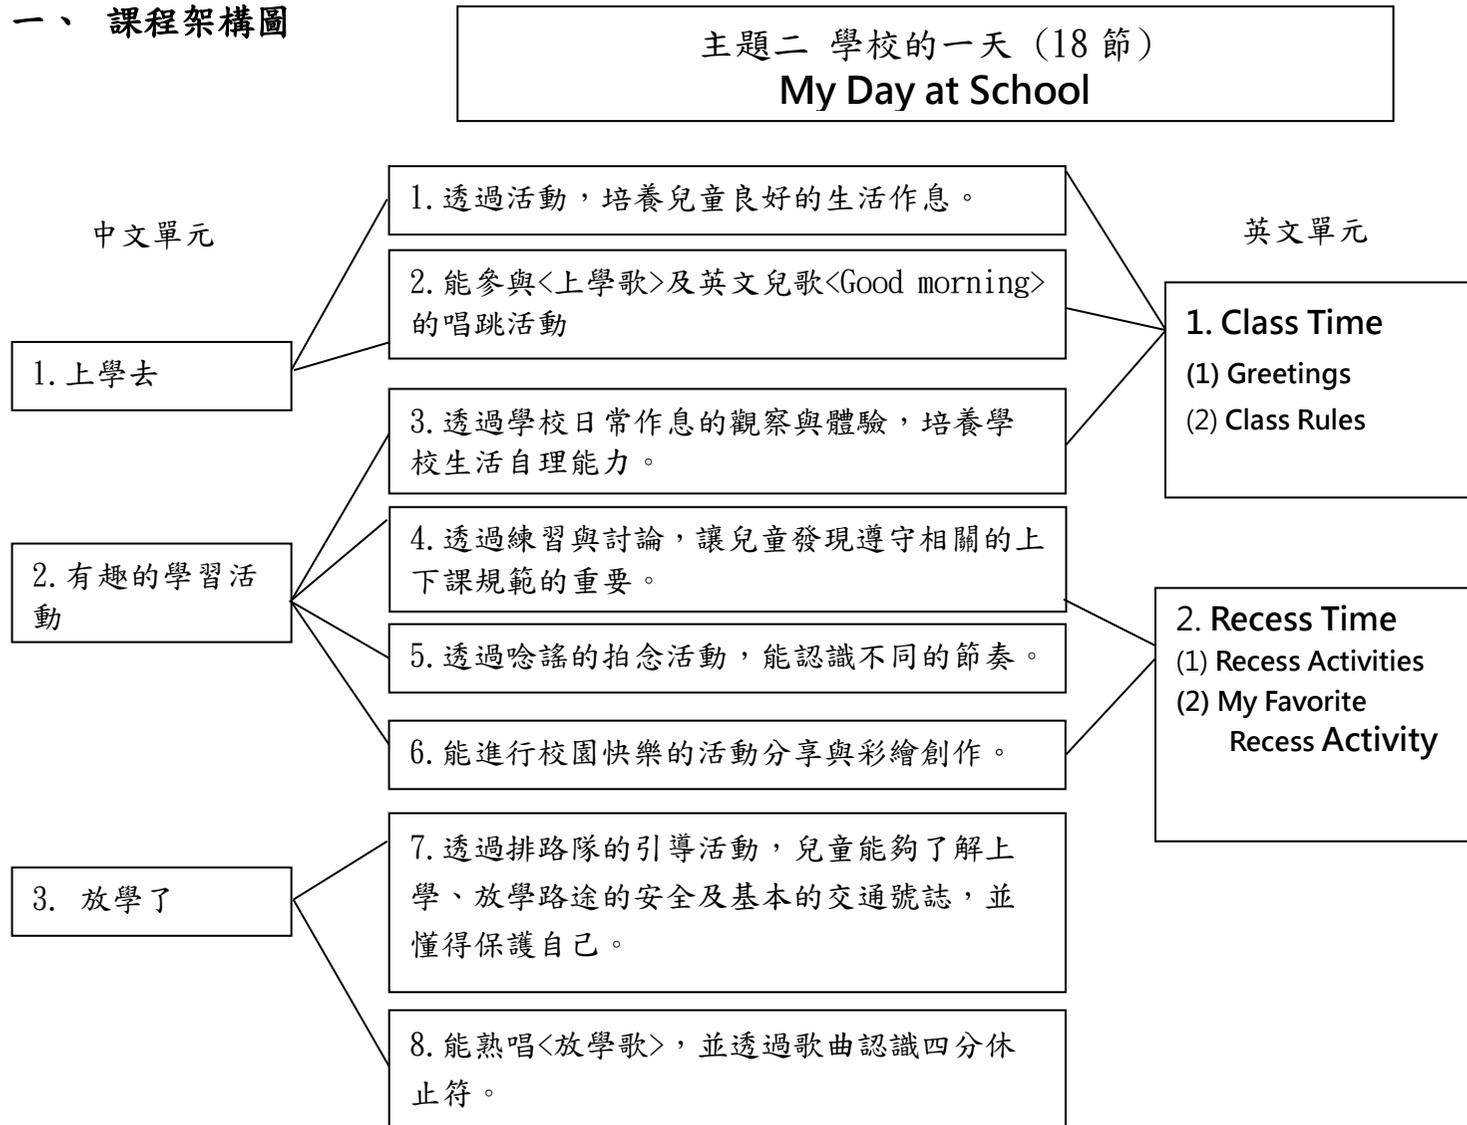 一、 課程架構圖
主題二 學校的一天 (18 節)
My Day at School
中文單元
英文單元
1.上學去
2.有趣的學習活
動
3. 放學了
1.透過活動，培養兒童良好的生活作息。
2.能參與<上學歌>及英文兒歌<Good morning>
的唱跳活動
3.透過學校日常作息的觀察與體驗，培養學
校生活自理能力。
4.透過練習與討論，讓兒童發現遵守相關的上
下課規範的重要。
5.透過唸謠的拍念活動，能認識不同的節奏。
6.能進行校園快樂的活動分享與彩繪創作。
7.透過排路隊的引導活動，兒童能夠了解上
學、放學路途的安全及基本的交通號誌，並
懂得保護自己。
8.能熟唱<放學歌>，並透過歌曲認識四分休
止符。
1. Class Time
(1) Greetings
(2) Class Rules
2. Recess Time
(1) Recess Activities
(2) My Favorite
Recess Activity